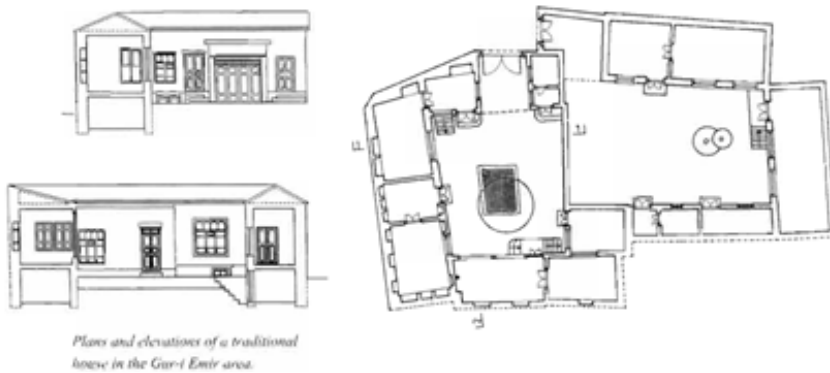 Plans and elevations of a traditional
house in the Gur-i Emir area.